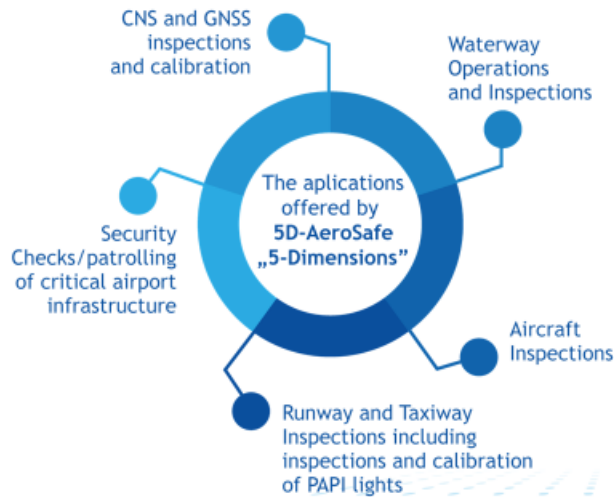 CNS and GNSS
inspections
and calibration
Waterway
Operations
and Inspections
The aplications
offered by
5D-AeroSafe
„5-Dimensions”
Security
Checks/patrolling
of critical airport
infrastructure
Aircraft
Inspections
Runway and Taxiway
Inspections including
inspections and calibration
of PAPI lights